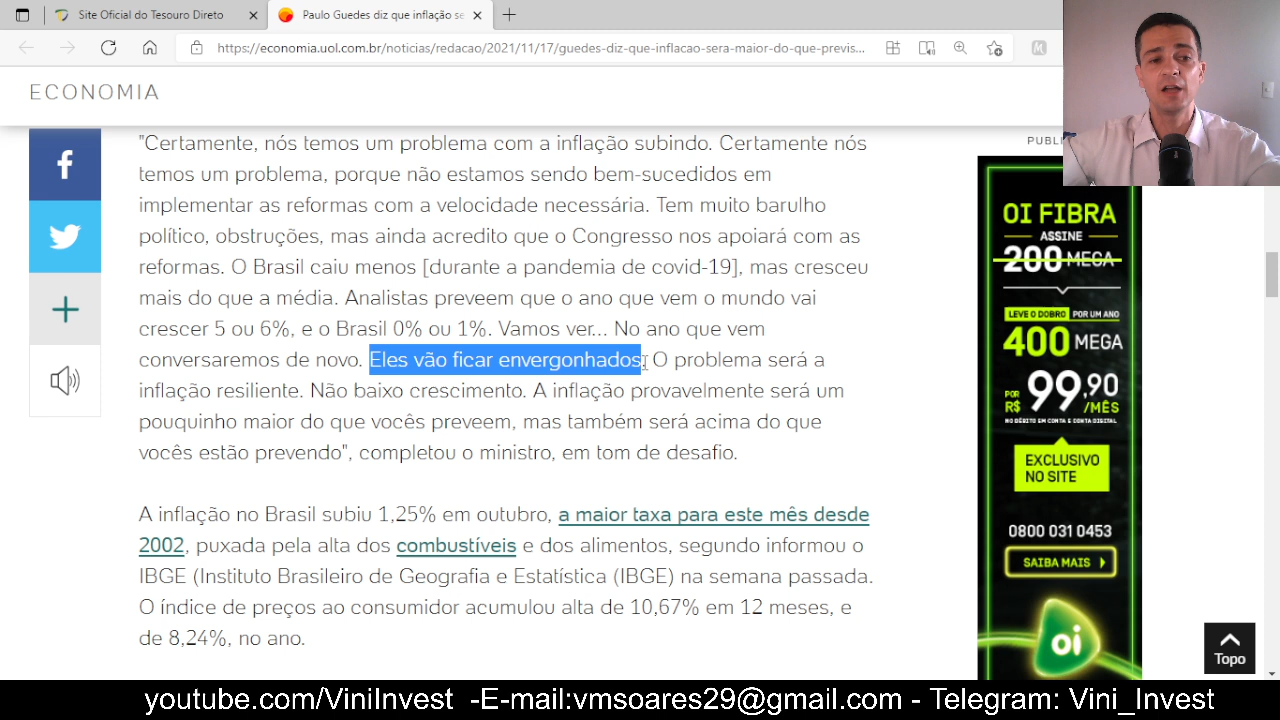 Site Oficial do Tesouro Direto
Paulo Guedes diz que inflação se
https://economia.uol.com.br/noticias/redacao/2021/11/17/guedes-diz-que-inflacao-sera-maior-do-que-previs...
ECONOMIA
"Certamente, nós temos um problema com a inflação subindo. Certamente nós
temos um problema, porque não estamos sendo bem-sucedidos em
implementar as reformas com a velocidade necessária. Tem muito barulho
político, obstruções, mas ainda acredito que o Congresso nos apoiará com as
reformas. O Brasil caiu menos [durante a pandemia de covid-19], mas cresceu
mais do que a média. Analistas preveem que o ano que vem o mundo vai
crescer 5 ou 6%, e o Brasil 0% ou 1%. Vamos ver... No ano que vem
conversaremos de novo. Eles vão ficar envergonhados. O problema será a
inflação resiliente. Não baixo crescimento. A inflação provavelmente será um
pouquinho maior do que vocês preveem, mas também será acima do que
vocês estão prevendo", completou o ministro, em tom de desafio.
A inflação no Brasil subiu 1,25% em outubro, a maior taxa para este mês desde
2002, puxada pela alta dos combustíveis e dos alimentos, segundo informou o
IBGE (Instituto Brasileiro de Geografia e Estatística (IBGE) na semana passada.
O índice de preços ao consumidor acumulou alta de 10,67% em 12 meses, e
de 8,24%, no ano.
PUBLI
OI FIBRA
ASSINE
200 MEGA
LEVE O DOBRO POR UM ANO
400 MEGA
POR
R$ 99,90
/MÊS
NO DÉBITO EM CONTA E CONTA DIGITAL
EXCLUSIVO
NO SITE
0800 031 0453
SAIBA MAIS
oi
Topo
youtube.com/ViniInvest -E-mail:vmsoares29@gmail.com - Telegram: Vini_Invest